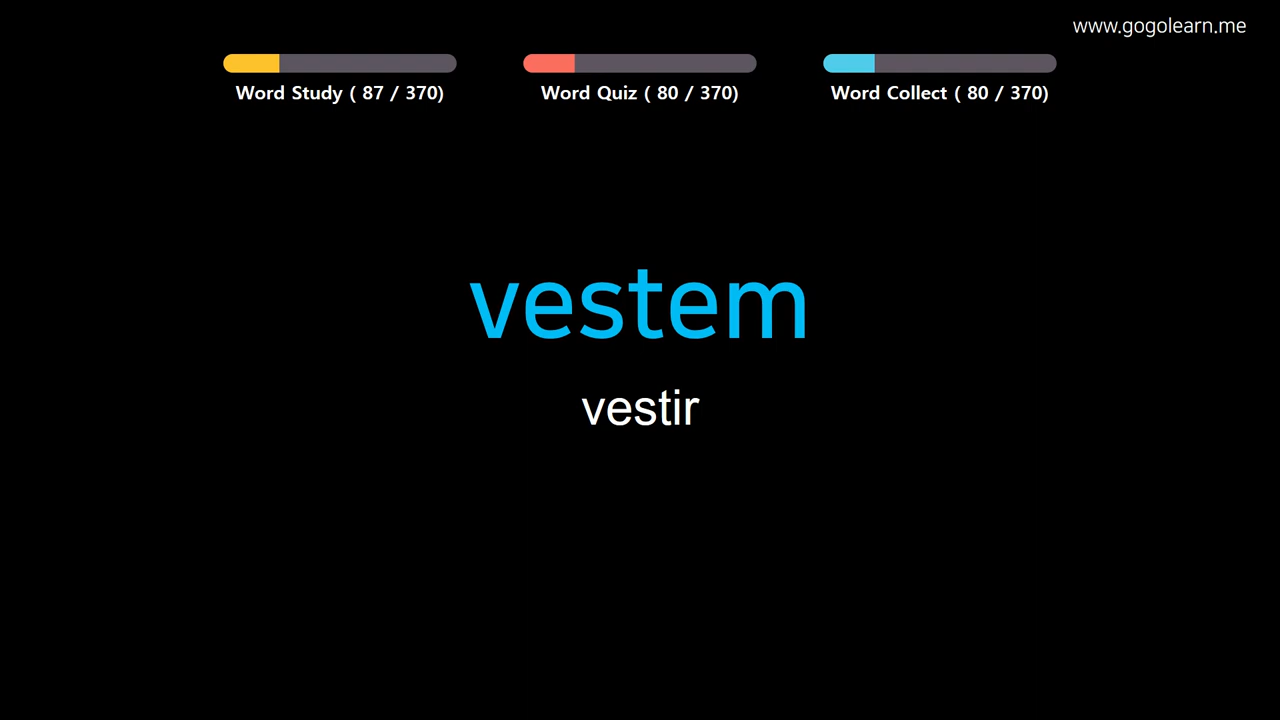 www.gogolearn.me
Word Study ( 87 / 370)
Word Quiz ( 80 / 370)
Word Collect ( 80 / 370)
vestem
vestir